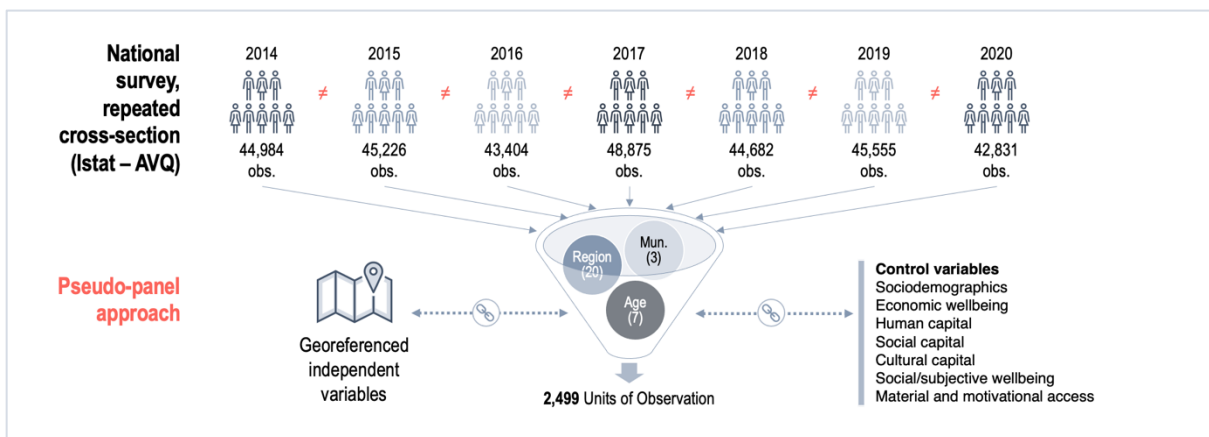 National
survey,
repeated
cross-section
(Istat – AVQ)
2014
2015
2016
2017
2018
2019
2020
≠
≠
≠
≠
≠
≠
44,984
obs.
45,226
obs.
43,404
obs.
48,875
obs.
44,682
obs.
45,555
obs.
42,831
obs.
Pseudo-panel
approach
Georeferenced
independent
variables
Region
(20)
Mun.
(3)
Age
(7)
2,499 Units of Observation
Control variables
Sociodemographics
Economic wellbeing
Human capital
Social capital
Cultural capital
Social/subjective wellbeing
Material and motivational access